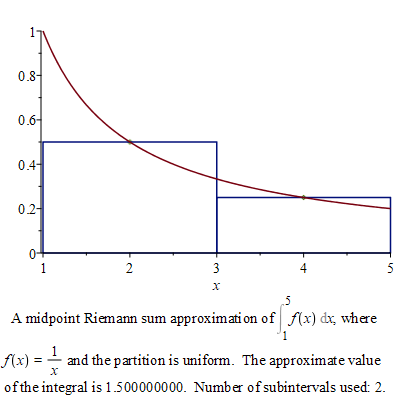 1
0.8
0.6
0.4
0.2
0
1 2 3 4 5
x
A midpoint Riemann sum approximation of ∫₁⁵ f(x) dx, where
f(x) = 1/x and the partition is uniform. The approximate value
of the integral is 1.500000000. Number of subintervals used: 2.